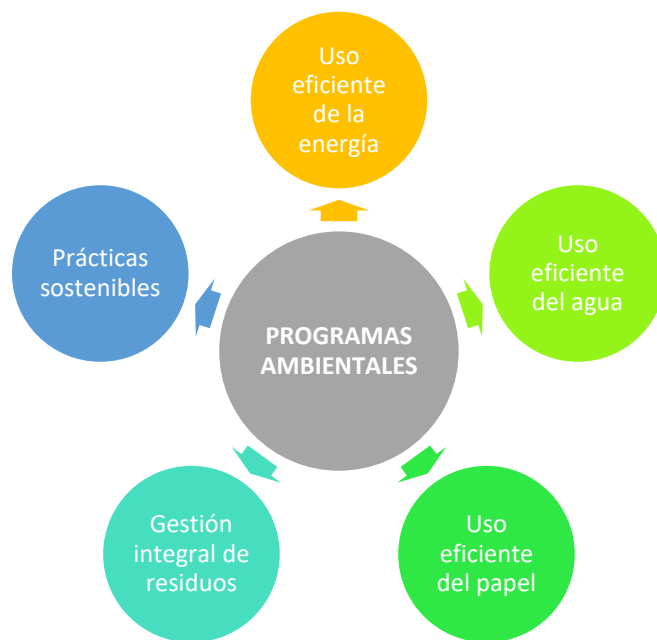 Uso
eficiente
de la
energía
Prácticas
sostenibles
Uso
eficiente
del agua
PROGRAMAS
AMBIENTALES
Gestión
integral de
residuos
Uso
eficiente
del papel